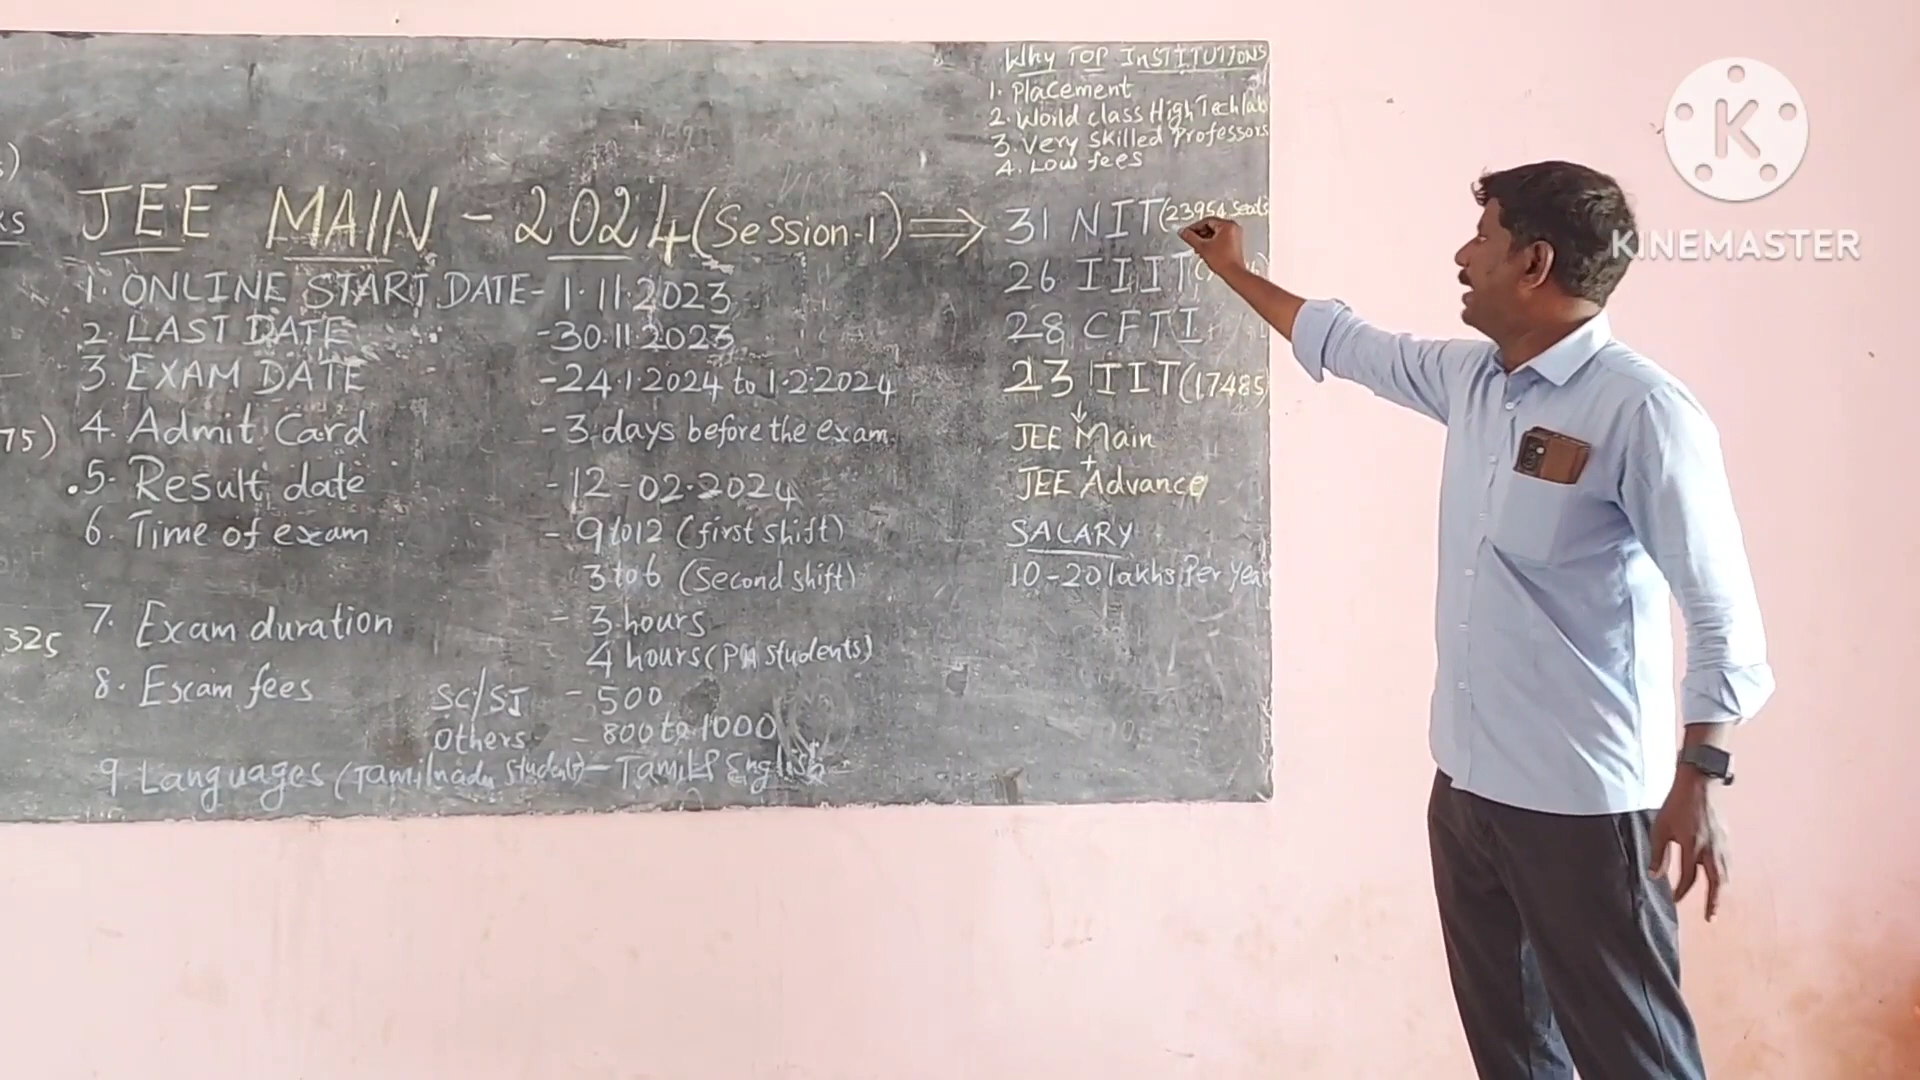 Why TOP InSTITUTIONS
1. Placement
2. World class High Tech lab
3. Very Skilled Professors
4. Low fees
JEE MAIN - 2024 (Session-1) ⇒ 31 NIT (23954 Seats
1. ONLINE START DATE - 1.11.2023
26 IIIT
2. LAST DATE - 30.11.2023
28 CFTI
3. EXAM DATE - 24.1.2024 to 1.2.2024
23 IIT (17485)
↓
4. Admit Card - 3 days before the exam
JEE Main
+
JEE Advance
5. Result date - 12-02.2024
6. Time of exam - 9 to 12 (first shift)
SALARY
3 to 6 (Second shift)
10-20 lakhs Per Year
7. Exam duration - 3 hours
4 hours (PH Students)
8. Exam fees SC/ST - 500
Others - 800 to 1000
9. Languages (Tamilnadu Students) - Tamil & English
75)
325
K
KINEMASTER